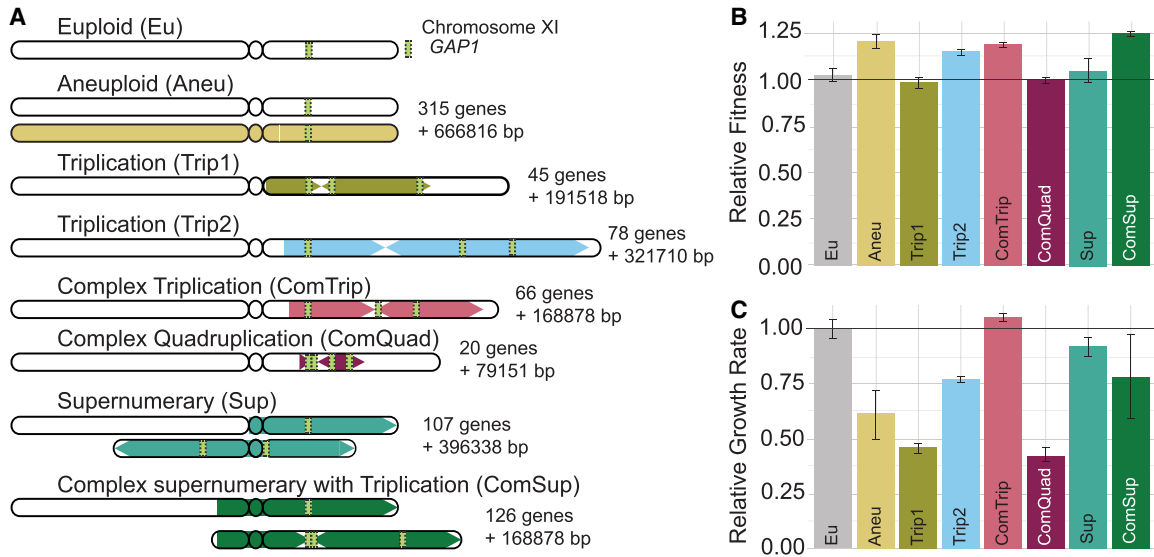 A
Euploid (Eu)
Chromosome XI
GAP1
Aneuploid (Aneu)
315 genes
+ 666816 bp
Triplication (Trip1)
45 genes
+ 191518 bp
Triplication (Trip2)
78 genes
+ 321710 bp
Complex Triplication (ComTrip)
66 genes
+ 168878 bp
Complex Quadruplication (ComQuad)
20 genes
+ 79151 bp
Supernumerary (Sup)
107 genes
+ 396338 bp
Complex supernumerary with Triplication (ComSup)
126 genes
+ 168878 bp
B
Relative Fitness
1.25
1.00
0.75
0.50
0.25
0.00
Eu
Aneu
Trip1
Trip2
ComTrip
ComQuad
Sup
ComSup
C
Relative Growth Rate
1.00
0.75
0.50
0.25
0.00
Eu
Aneu
Trip1
Trip2
ComTrip
ComQuad
Sup
ComSup